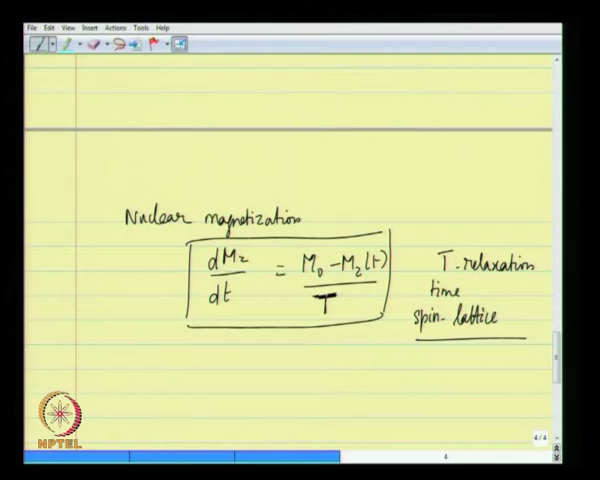 File Edit View Insert Actions Tools Help
Nuclear magnetization
dMz/dt = M0 - Mz(t)/T
T. relaxation
time
spin-lattice
NPTEL
4/4
4